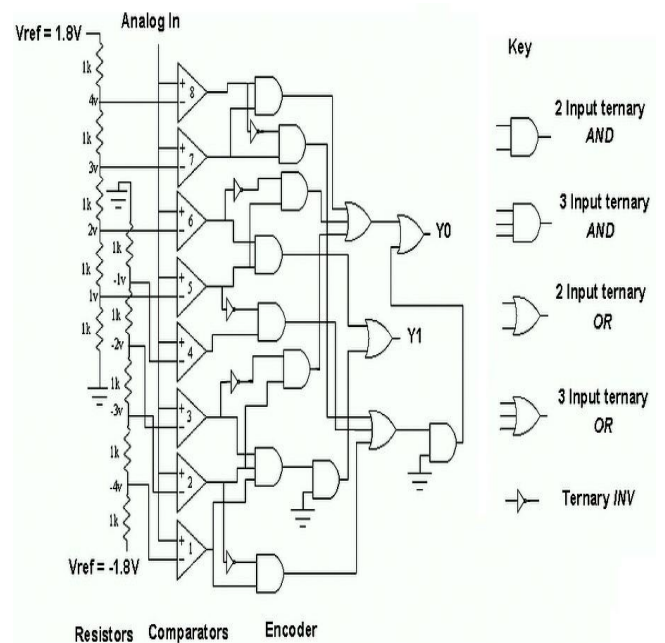 Analog In
Vref = 1.8V
Key
1k
+
8
−
4v
2 Input ternary
AND
1k
+
7
−
3v
1k
+
6
−
2v
1k
-1v
Y0
3 Input ternary
AND
1k
+
5
−
1v
1k
1k
-2v
+
4
−
Y1
2 Input ternary
OR
1k
-3v
+
3
−
3 Input ternary
OR
1k
-4v
+
2
−
Ternary INV
1k
+
1
−
Vref = -1.8V
Resistors Comparators Encoder